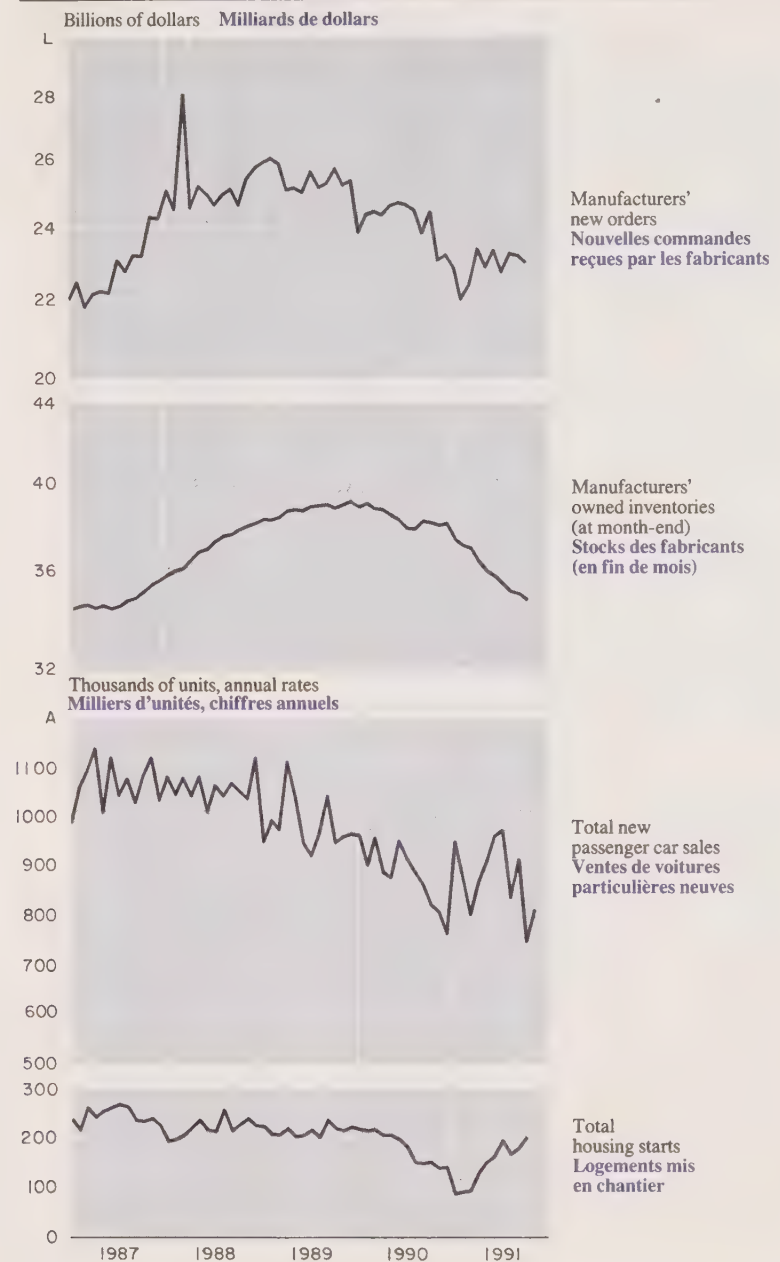 Billions of dollars Milliards de dollars
L
28
26
24
22
20
Manufacturers'
new orders
Nouvelles commandes
reçues par les fabricants
44
40
36
32
Manufacturers'
owned inventories
(at month-end)
Stocks des fabricants
(en fin de mois)
Thousands of units, annual rates
Milliers d'unités, chiffres annuels
A
1100
1000
900
800
700
600
500
Total new
passenger car sales
Ventes de voitures
particulières neuves
300
200
100
0
Total
housing starts
Logements mis
en chantier
1987 1988 1989 1990 1991